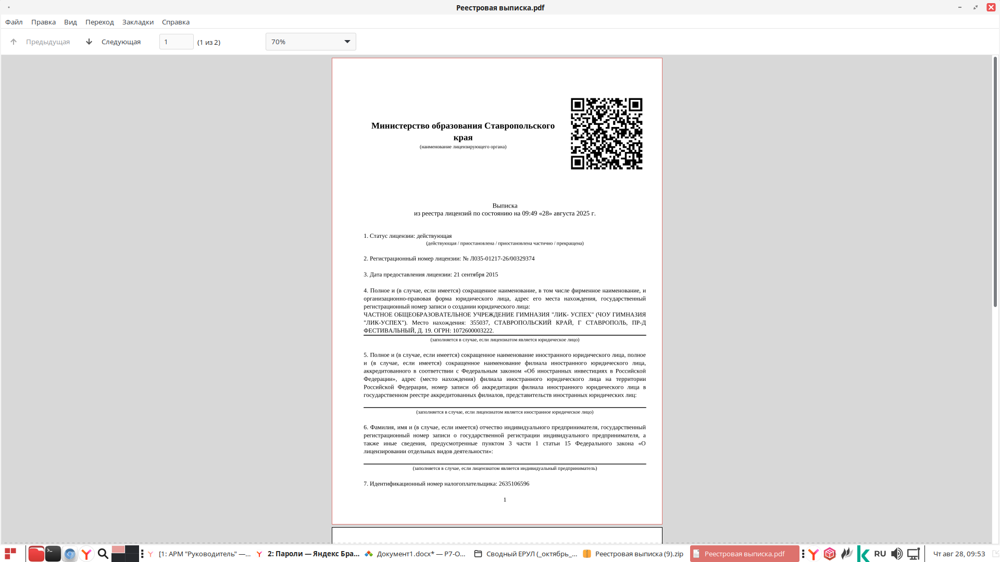 Реестровая выписка.pdf
Файл Правка Вид Переход Закладки Справка
Предыдущая Следующая 1 (1 из 2) 70%
Министерство образования Ставропольского
края
(наименование лицензирующего органа)
Выписка
из реестра лицензий по состоянию на 09:49 «28» августа 2025 г.
1. Статус лицензии: действующая
(действующая / приостановлена / приостановлена частично / прекращена)
2. Регистрационный номер лицензии: № Л035-01217-26/00329374
3. Дата предоставления лицензии: 21 сентября 2015
4. Полное и (в случае, если имеется) сокращенное наименование, в том числе фирменное наименование, и
организационно-правовая форма юридического лица, адрес его места нахождения, государственный
регистрационный номер записи о создании юридического лица:
ЧАСТНОЕ ОБЩЕОБРАЗОВАТЕЛЬНОЕ УЧРЕЖДЕНИЕ ГИМНАЗИЯ "ЛИК- УСПЕХ" (ЧОУ ГИМНАЗИЯ
"ЛИК-УСПЕХ"). Место нахождения: 355037, СТАВРОПОЛЬСКИЙ КРАЙ, Г СТАВРОПОЛЬ, ПР-Д
ФЕСТИВАЛЬНЫЙ, Д. 19. ОГРН: 1072600003222.
(заполняется в случае, если лицензиатом является юридическое лицо)
5. Полное и (в случае, если имеется) сокращенное наименование иностранного юридического лица, полное
и (в случае, если имеется) сокращенное наименование филиала иностранного юридического лица,
аккредитованного в соответствии с Федеральным законом «Об иностранных инвестициях в Российской
Федерации», адрес (место нахождения) филиала иностранного юридического лица на территории
Российской Федерации, номер записи об аккредитации филиала иностранного юридического лица в
государственном реестре аккредитованных филиалов, представительств иностранных юридических лиц:
(заполняется в случае, если лицензиатом является иностранное юридическое лицо)
6. Фамилия, имя и (в случае, если имеется) отчество индивидуального предпринимателя, государственный
регистрационный номер записи о государственной регистрации индивидуального предпринимателя, а
также иные сведения, предусмотренные пунктом 3 части 1 статьи 15 Федерального закона «О
лицензировании отдельных видов деятельности»:
(заполняется в случае, если лицензиатом является индивидуальный предприниматель)
7. Идентификационный номер налогоплательщика: 2635106596
1
[1: АРМ "Руководитель" —... 2: Пароли — Яндекс Бра... Документ1.docx* — Р7-О... Сводный ЕРУЛ (_октябрь_... Реестровая выписка (9).zip Реестровая выписка.pdf RU Чт авг 28, 09:53